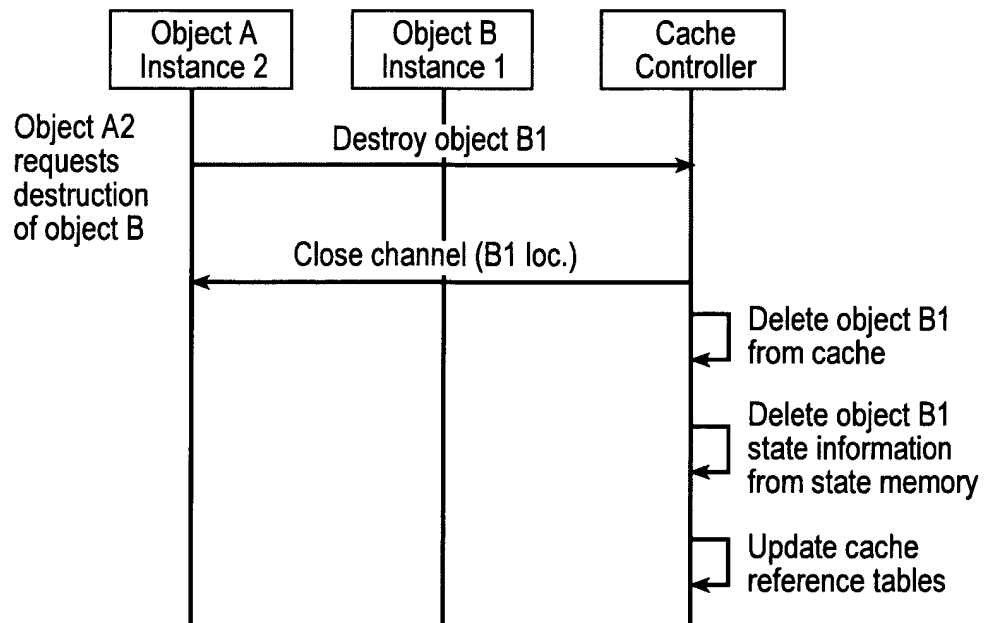 Object A
Instance 2
Object B
Instance 1
Cache
Controller
Object A2
requests
destruction
of object B
Destroy object B1
Close channel (B1 loc.)
Delete object B1
from cache
Delete object B1
state information
from state memory
Update cache
reference tables